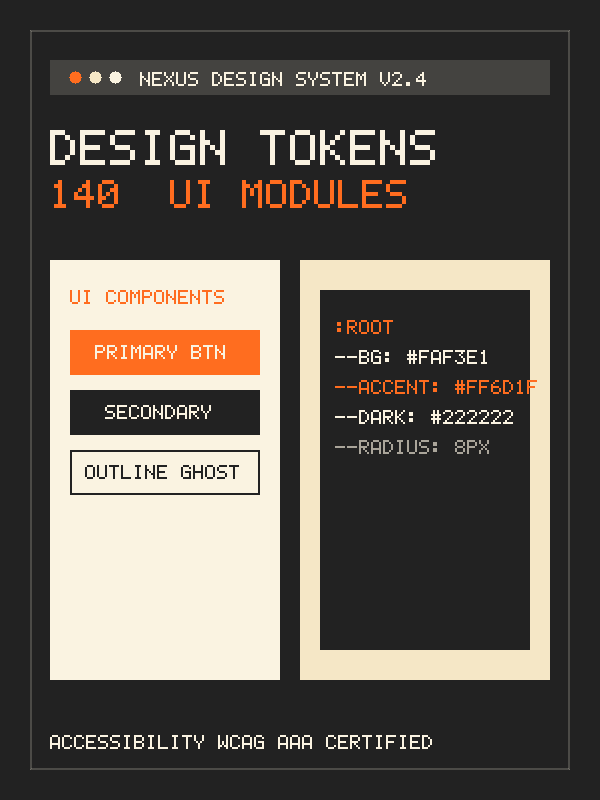 NEXUS DESIGN SYSTEM V2.4
DESIGN TOKENS
140  UI MODULES
UI COMPONENTS
PRIMARY BTN
SECONDARY
OUTLINE GHOST
:ROOT
--BG: #FAF3E1
--ACCENT: #FF6D1F
--DARK: #222222
--RADIUS: 8PX
ACCESSIBILITY WCAG AAA CERTIFIED